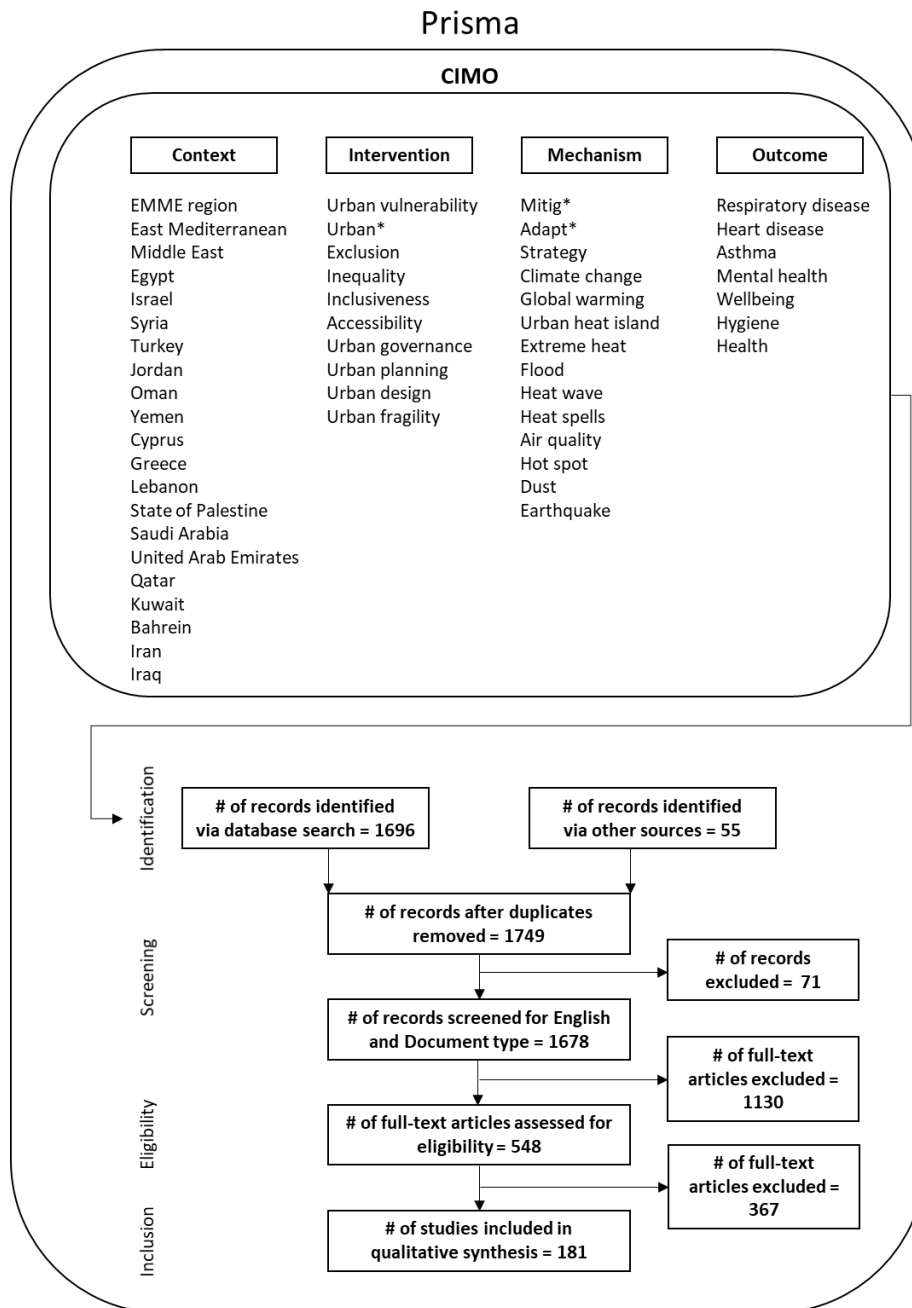 Prisma
CIMO
Context
EMME region
East Mediterranean
Middle East
Egypt
Israel
Syria
Turkey
Jordan
Oman
Yemen
Cyprus
Greece
Lebanon
State of Palestine
Saudi Arabia
United Arab Emirates
Qatar
Kuwait
Bahrein
Iran
Iraq
Intervention
Urban vulnerability
Urban*
Exclusion
Inequality
Inclusiveness
Accessibility
Urban governance
Urban planning
Urban design
Urban fragility
Mechanism
Mitig*
Adapt*
Strategy
Climate change
Global warming
Urban heat island
Extreme heat
Flood
Heat wave
Heat spells
Air quality
Hot spot
Dust
Earthquake
Outcome
Respiratory disease
Heart disease
Asthma
Mental health
Wellbeing
Hygiene
Health
Identification
# of records identified
via database search = 1696
# of records identified
via other sources = 55
# of records after duplicates
removed = 1749
Screening
# of records
excluded = 71
# of records screened for English
and Document type = 1678
# of full-text
articles excluded =
1130
Eligibility
# of full-text articles assessed for
eligibility = 548
# of full-text
articles excluded =
367
Inclusion
# of studies included in
qualitative synthesis = 181